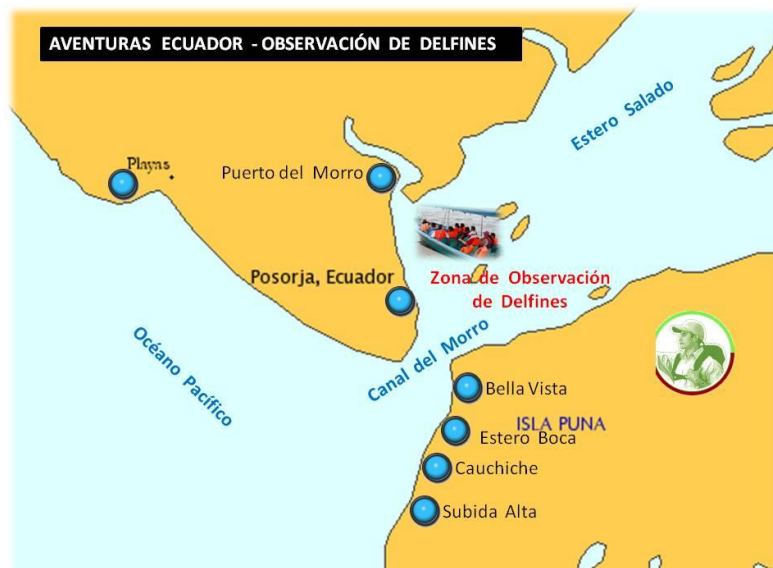 AVENTURAS ECUADOR - OBSERVACIÓN DE DELFINES
Estero Salado
Playas
Puerto del Morro
Posorja, Ecuador
Zona de Observación
de Delfines
Océano Pacífico
Canal del Morro
Bella Vista
ISLA PUNA
Estero Boca
Cauchiche
Subida Alta